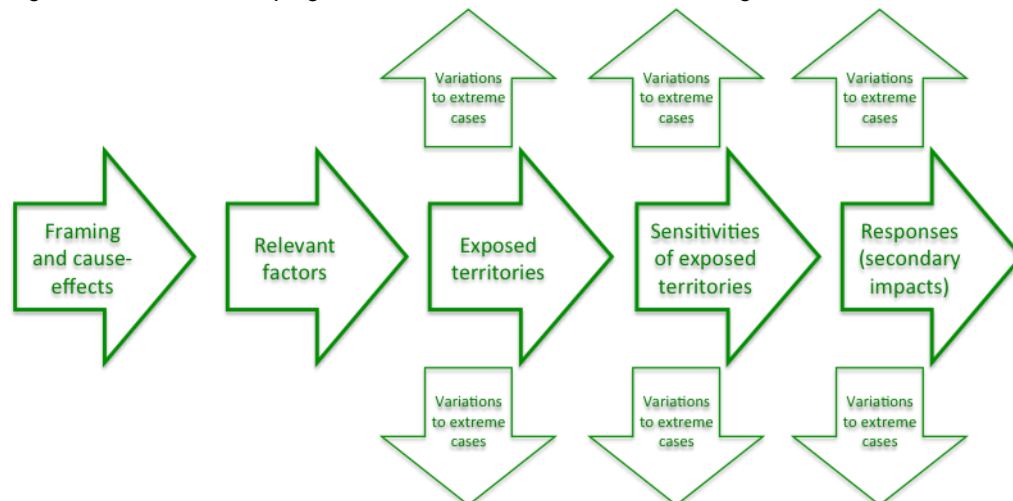 Variations
to extreme
cases
Variations
to extreme
cases
Variations
to extreme
cases
Framing
and cause-
effects
Relevant
factors
Exposed
territories
Sensitivities
of exposed
territories
Responses
(secondary
impacts)
Variations
to extreme
cases
Variations
to extreme
cases
Variations
to extreme
cases